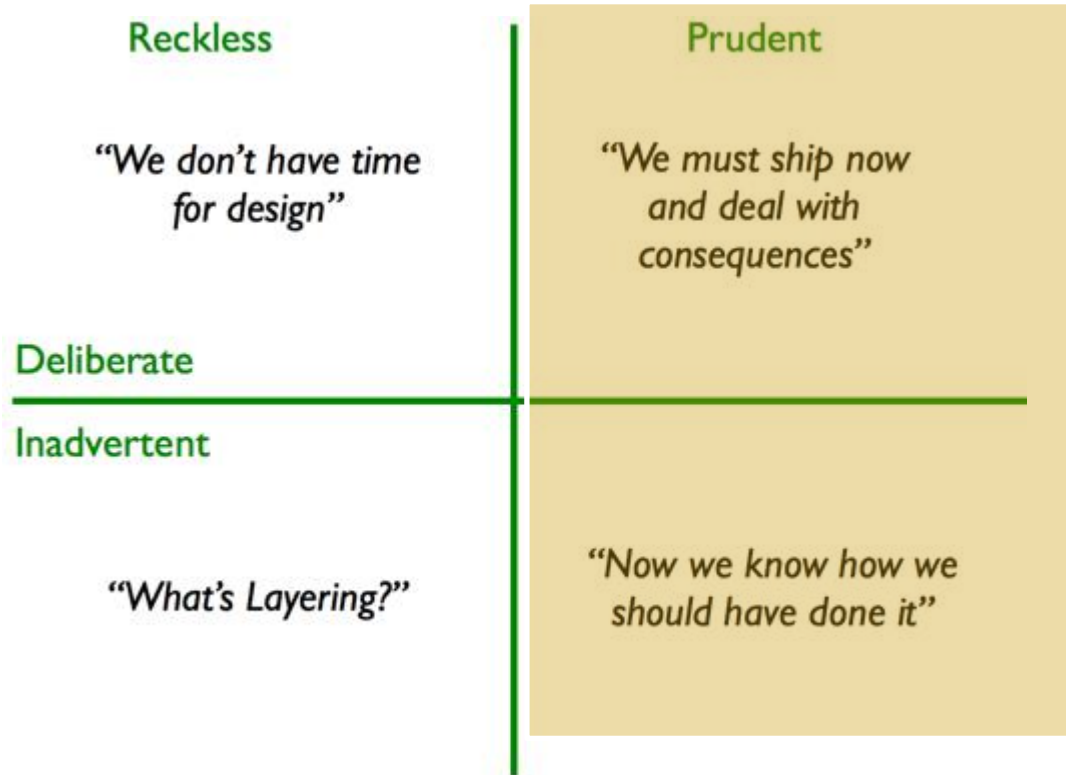 Reckless
Prudent
“We don’t have time
for design”
“We must ship now
and deal with
consequences”
Deliberate
Inadvertent
“What’s Layering?”
“Now we know how we
should have done it”